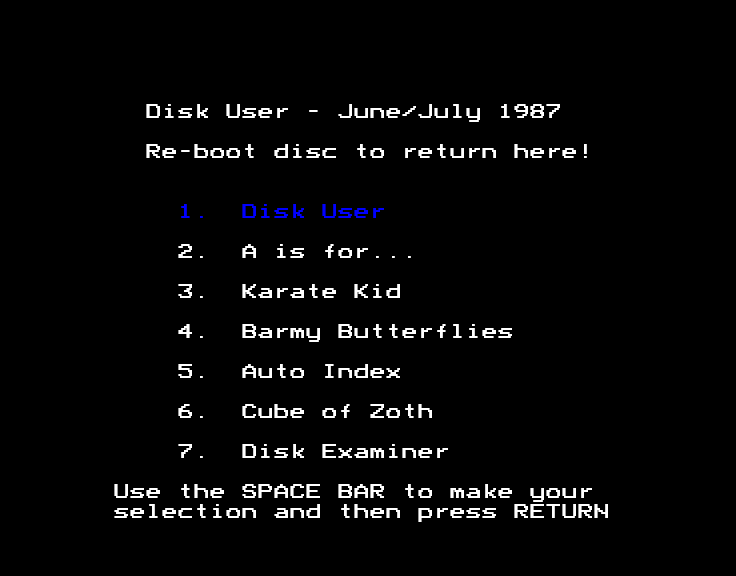 Disk User - June/July 1987
Re-boot disc to return here!
1. Disk User
2. A is for...
3. Karate Kid
4. Barmy Butterflies
5. Auto Index
6. Cube of Zoth
7. Disk Examiner
Use the SPACE BAR to make your
selection and then press RETURN